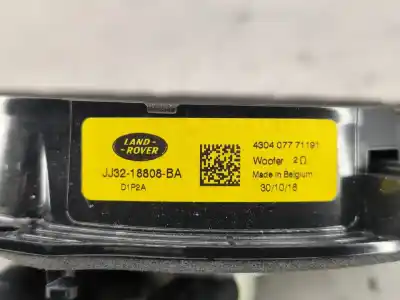 LAND-
ROVER
JJ32-18808-BA
D1P2A
4304 077 71191
Woofer 2Ω
Made in Belgium
30/10/18